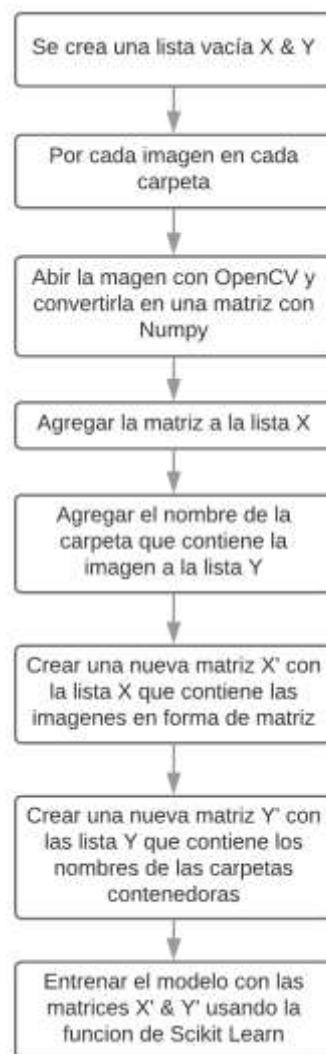 Se crea una lista vacía X & Y
Por cada imagen en cada
carpeta
Abir la magen con OpenCV y
convertirla en una matriz con
Numpy
Agregar la matriz a la lista X
Agregar el nombre de la
carpeta que contiene la
imagen a la lista Y
Crear una nueva matriz X' con
la lista X que contiene las
imagenes en forma de matriz
Crear una nueva matriz Y' con
las lista Y que contiene los
nombres de las carpetas
contenedoras
Entrenar el modelo con las
matrices X' & Y' usando la
funcion de Scikit Learn